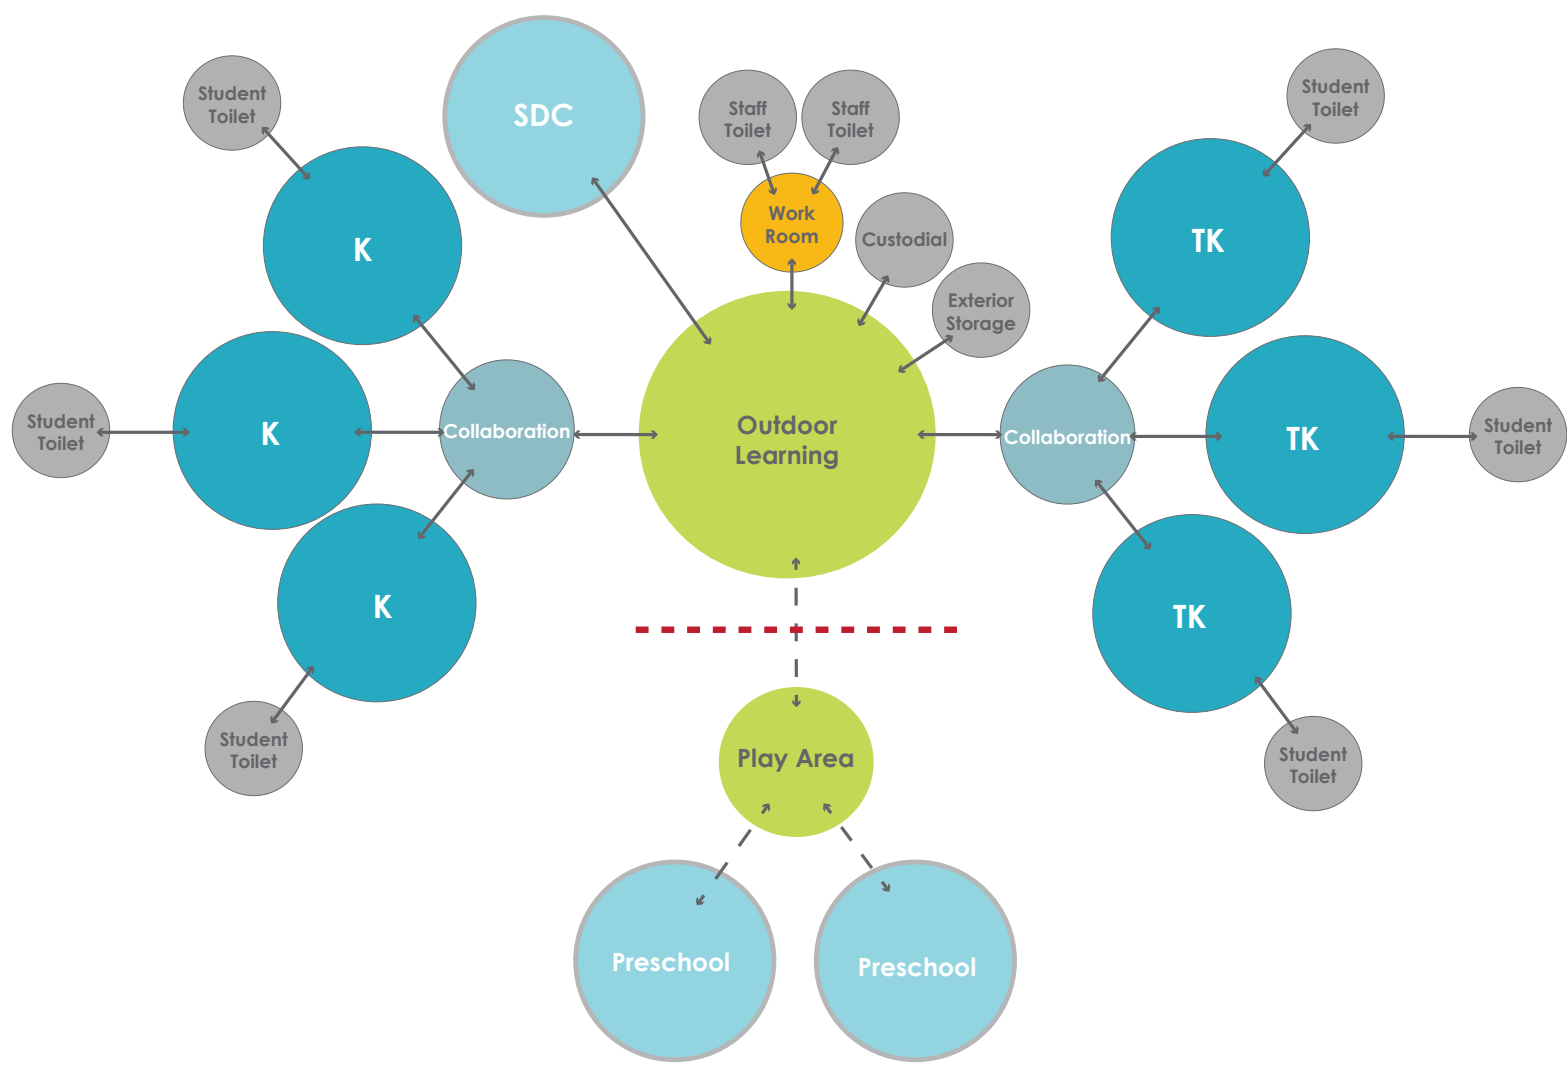 SDC
Student
Toilet
Staff
Toilet
Staff
Toilet
Student
Toilet
K
Work
Room
Custodial
TK
Exterior
Storage
Student
Toilet
K
Collaboration
Outdoor
Learning
Collaboration
TK
Student
Toilet
K
TK
Student
Toilet
Play Area
Student
Toilet
Preschool
Preschool